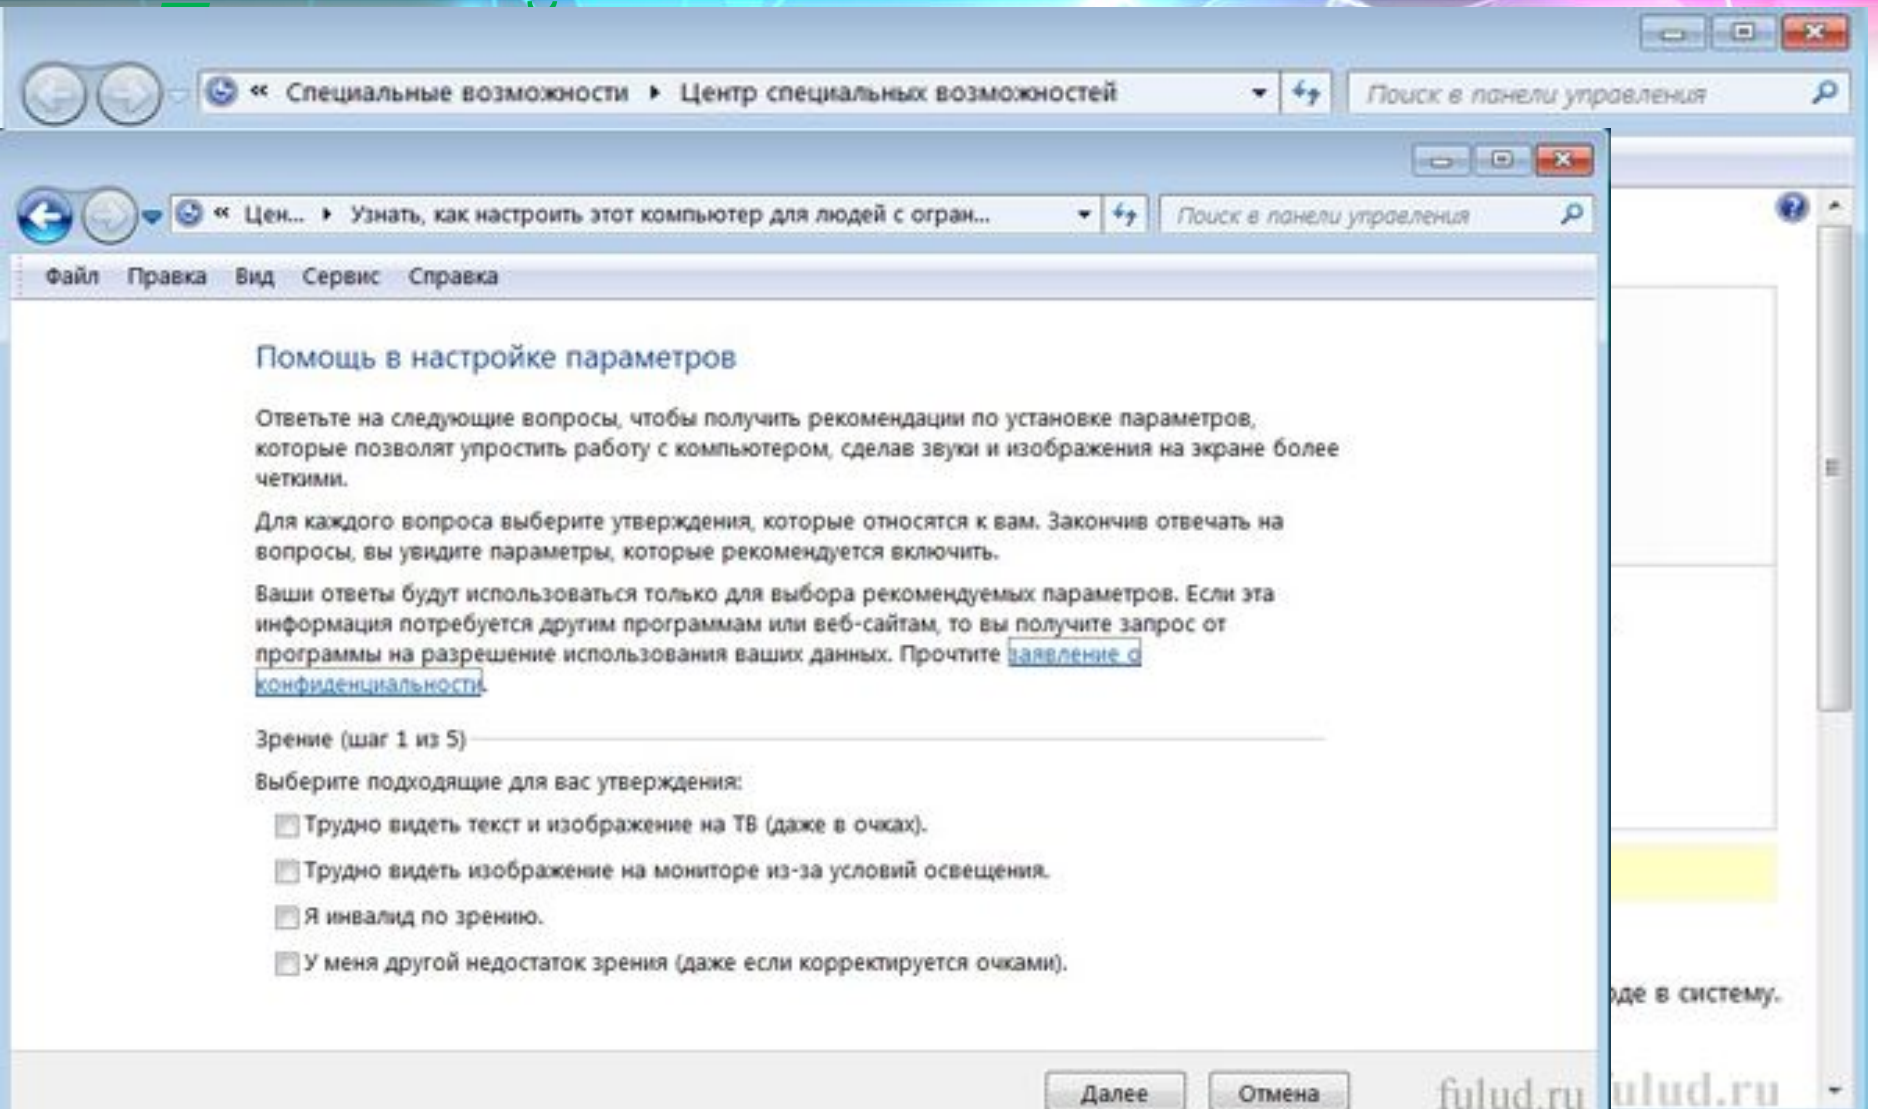 « Специальные возможности ▸ Центр специальных возможностей
Поиск в панели управления
« Цен... ▸ Узнать, как настроить этот компьютер для людей с огран...
Поиск в панели управления
Файл Правка Вид Сервис Справка
Помощь в настройке параметров
Ответьте на следующие вопросы, чтобы получить рекомендации по установке параметров,
которые позволят упростить работу с компьютером, сделав звуки и изображения на экране более
четкими.
Для каждого вопроса выберите утверждения, которые относятся к вам. Закончив отвечать на
вопросы, вы увидите параметры, которые рекомендуется включить.
Ваши ответы будут использоваться только для выбора рекомендуемых параметров. Если эта
информация потребуется другим программам или веб-сайтам, то вы получите запрос от
программы на разрешение использования ваших данных. Прочтите заявление о
конфиденциальности.
Зрение (шаг 1 из 5)
Выберите подходящие для вас утверждения:
Трудно видеть текст и изображение на ТВ (даже в очках).
Трудно видеть изображение на мониторе из-за условий освещения.
Я инвалид по зрению.
У меня другой недостаток зрения (даже если корректируется очками).
в систему.
Далее Отмена
fulud.ru